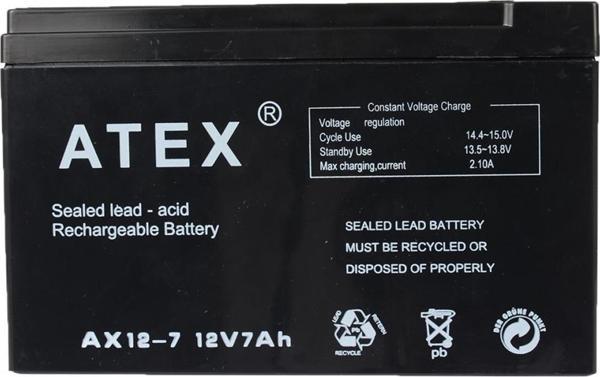 ATEX ®
Sealed lead - acid
Rechargeable Battery
AX12-7 12V7Ah
Constant Voltage Charge
Voltage regulation
Cycle Use 14.4~15.0V
Standby Use 13.5~13.8V
Max charging,current 2.10A
SEALED LEAD BATTERY
MUST BE RECYCLED OR
DISPOSED OF PROPERLY
LEAD RETURN
RECYCLE
pb
DER GRÜNE PUNKT